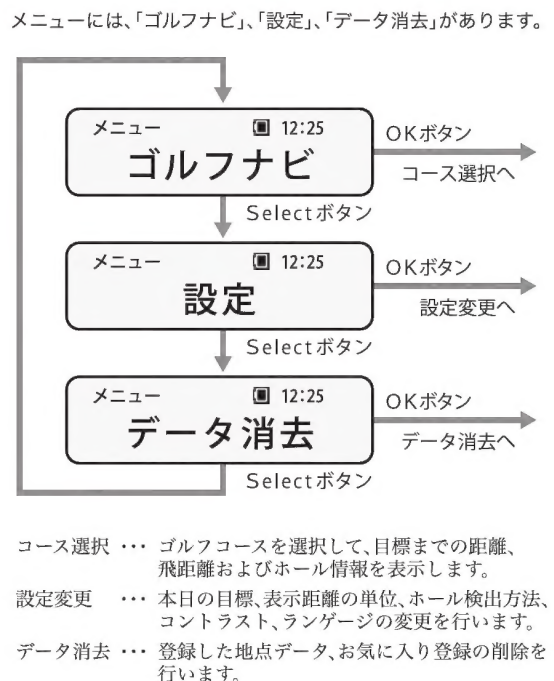 メニューには、「ゴルフナビ」、「設定」、「データ消去」があります。
メニュー 12:25
ゴルフナビ
OKボタン
コース選択へ
Selectボタン
メニュー 12:25
設定
OKボタン
設定変更へ
Selectボタン
メニュー 12:25
データ消去
OKボタン
データ消去へ
Selectボタン
コース選択 ··· ゴルフコースを選択して、目標までの距離、
飛距離およびホール情報を表示します。
設定変更 ··· 本日の目標、表示距離の単位、ホール検出方法、
コントラスト、ランゲージの変更を行います。
データ消去 ··· 登録した地点データ、お気に入り登録の削除を
行います。